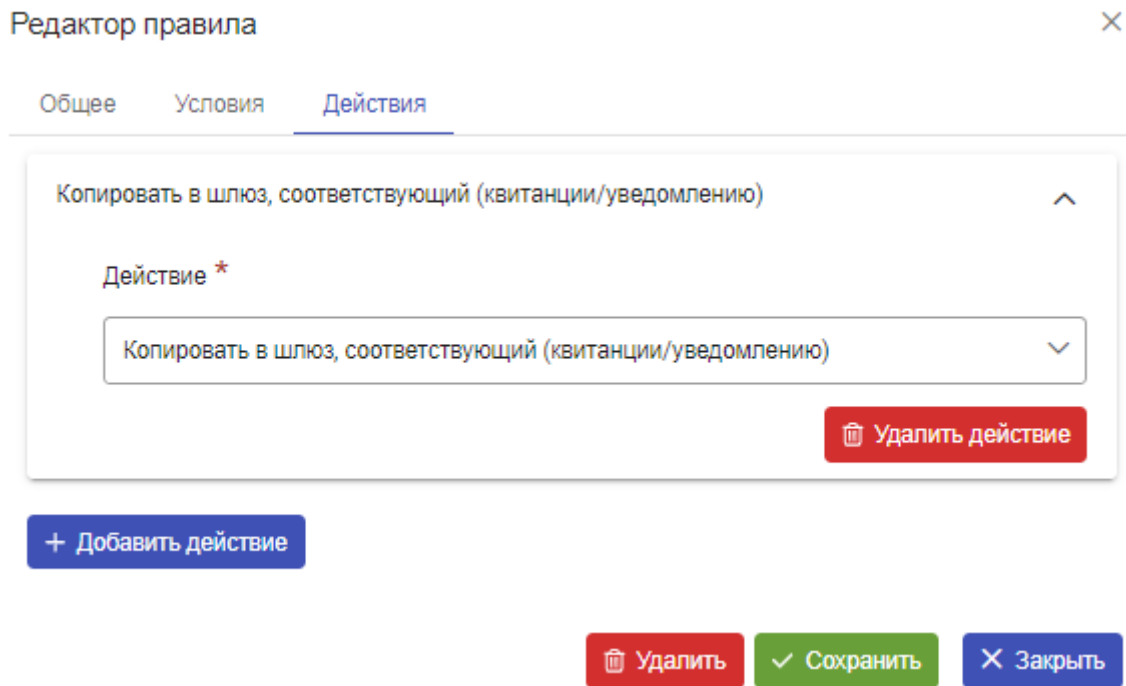 Редактор правила
Общее Условия Действия
Копировать в шлюз, соответствующий (квитанции/уведомлению)
Действие *
Копировать в шлюз, соответствующий (квитанции/уведомлению)
Удалить действие
+ Добавить действие
Удалить Сохранить Закрыть